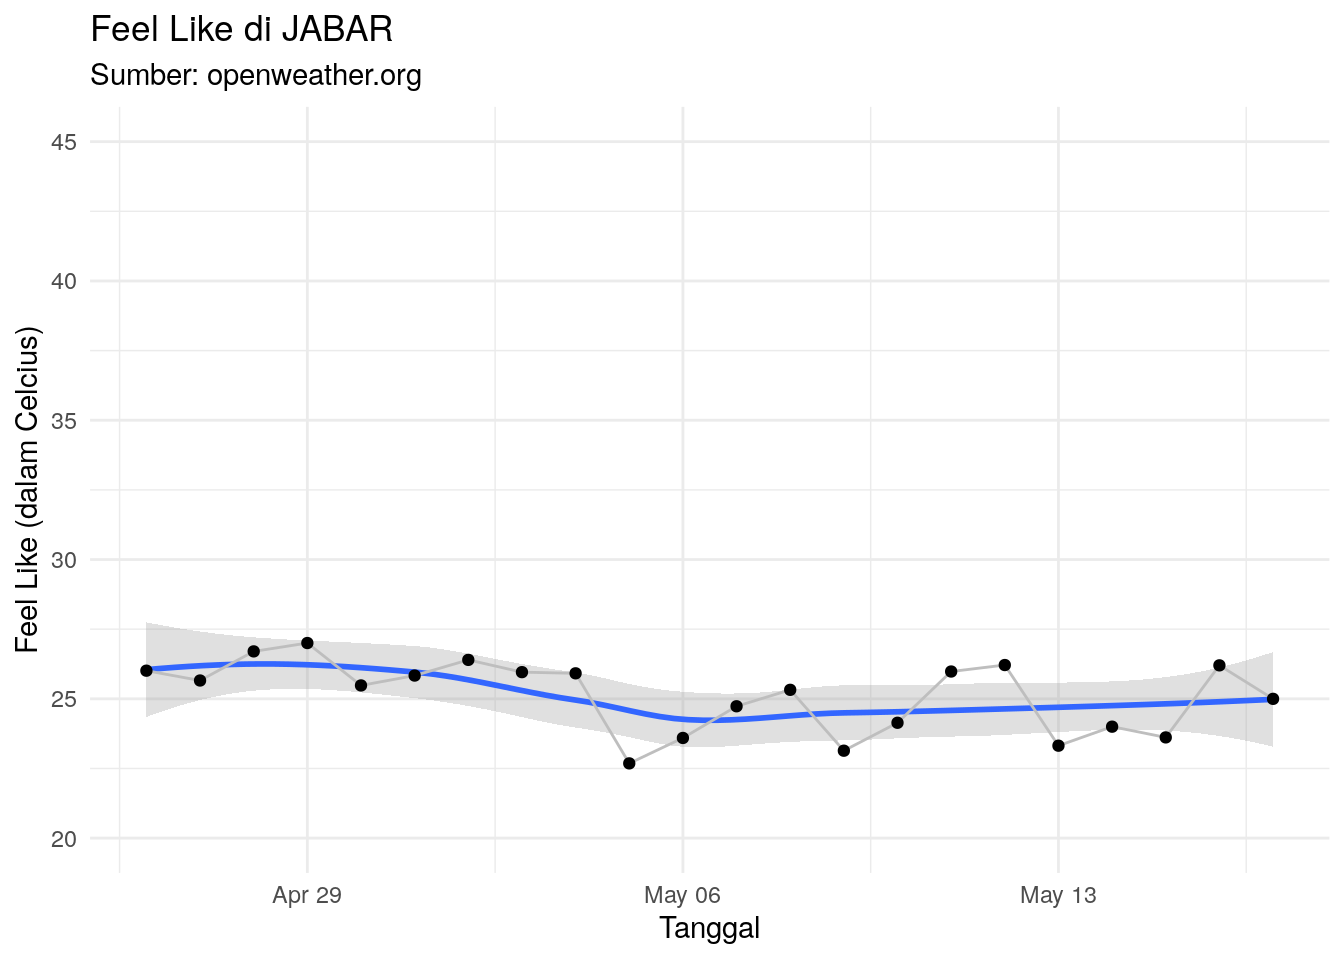 Feel Like di JABAR
Sumber: openweather.org
Feel Like (dalam Celcius)
45
40
35
30
25
20
Apr 29
May 06
May 13
Tanggal